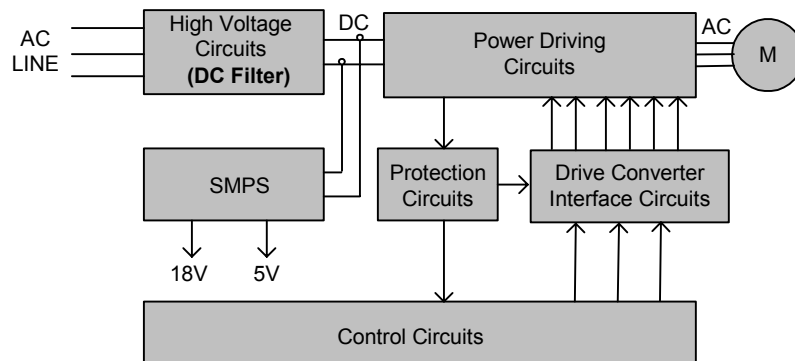 AC
LINE
High Voltage
Circuits
(DC Filter)
DC
Power Driving
Circuits
AC
M
SMPS
Protection
Circuits
Drive Converter
Interface Circuits
18V
5V
Control Circuits